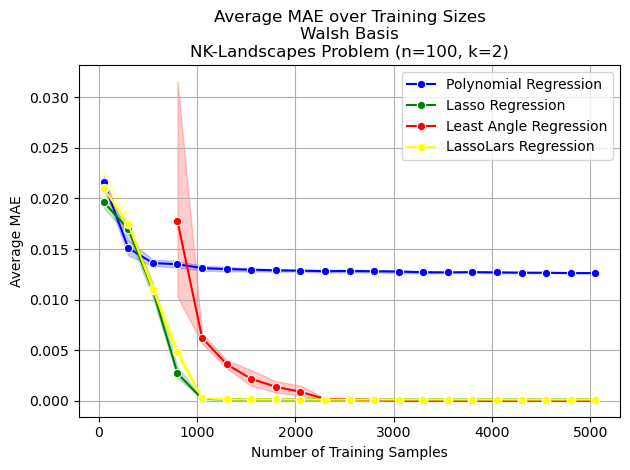 Average MAE over Training Sizes
Walsh Basis
NK-Landscapes Problem (n=100, k=2)
Polynomial Regression
Lasso Regression
Least Angle Regression
LassoLars Regression
Average MAE
0.030
0.025
0.020
0.015
0.010
0.005
0.000
0
1000
2000
3000
4000
5000
Number of Training Samples